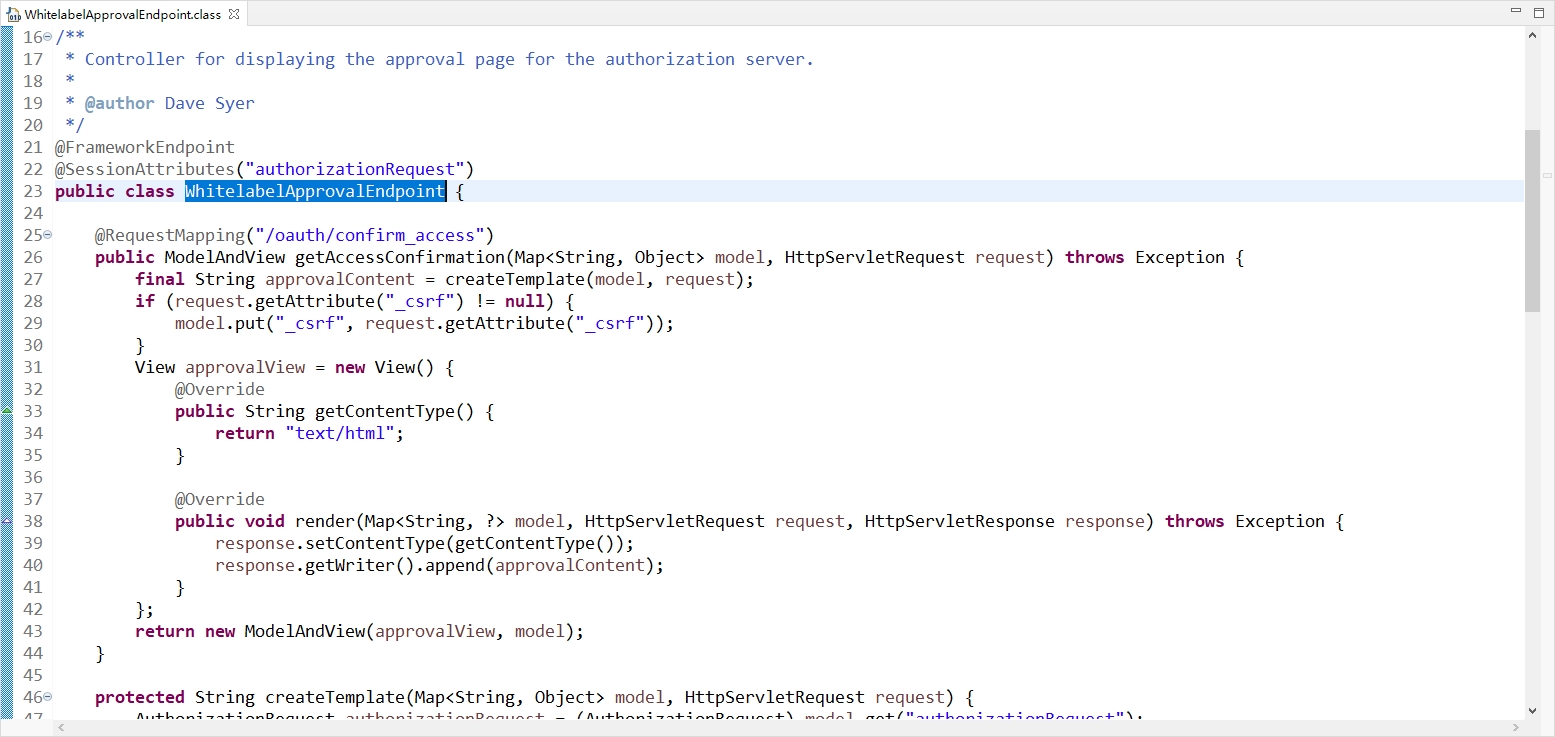 WhitelabelApprovalEndpoint.class
16 /**
17  * Controller for displaying the approval page for the authorization server.
18  *
19  * @author Dave Syer
20  */
21 @FrameworkEndpoint
22 @SessionAttributes("authorizationRequest")
23 public class WhitelabelApprovalEndpoint {
24
25     @RequestMapping("/oauth/confirm_access")
26     public ModelAndView getAccessConfirmation(Map<String, Object> model, HttpServletRequest request) throws Exception {
27         final String approvalContent = createTemplate(model, request);
28         if (request.getAttribute("_csrf") != null) {
29             model.put("_csrf", request.getAttribute("_csrf"));
30         }
31         View approvalView = new View() {
32             @Override
33             public String getContentType() {
34                 return "text/html";
35             }
36
37             @Override
38             public void render(Map<String, ?> model, HttpServletRequest request, HttpServletResponse response) throws Exception {
39                 response.setContentType(getContentType());
40                 response.getWriter().append(approvalContent);
41             }
42         };
43         return new ModelAndView(approvalView, model);
44     }
45
46     protected String createTemplate(Map<String, Object> model, HttpServletRequest request) {
47         AuthorizationRequest authorizationRequest = (AuthorizationRequest) model.get("authorizationRequest");